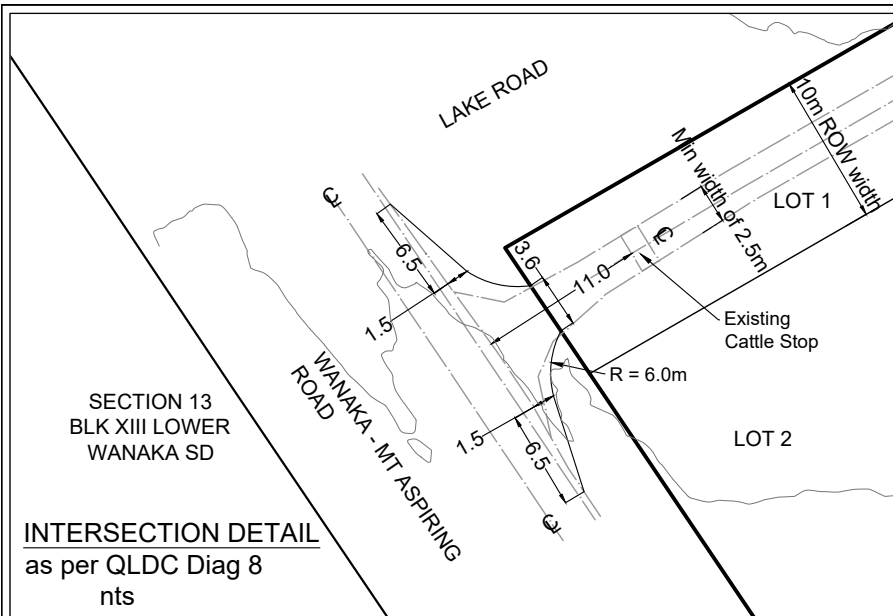 LAKE ROAD
10m ROW width
Min width of 2.5m
LOT 1
3.6
11.0
6.5
1.5
Existing
Cattle Stop
R = 6.0m
WANAKA - MT ASPIRING
ROAD
SECTION 13
BLK XIII LOWER
WANAKA SD
1.5
6.5
LOT 2
INTERSECTION DETAIL
as per QLDC Diag 8
nts
℄
℄
℄